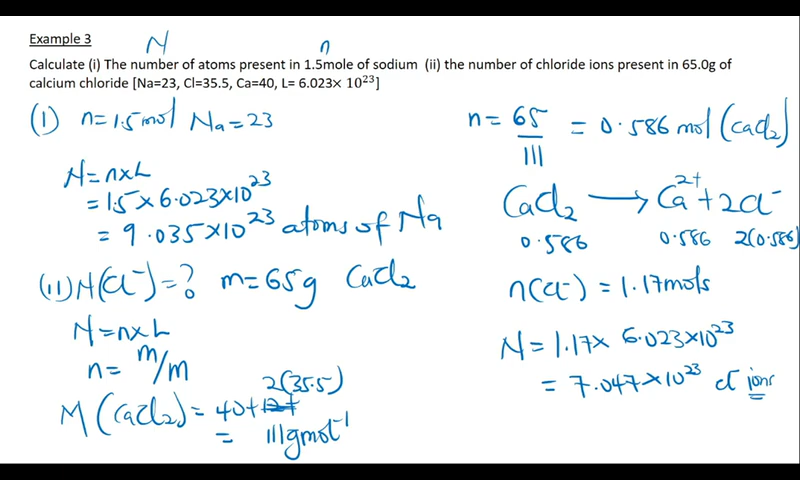 Example 3
N n
Calculate (i) The number of atoms present in 1.5mole of sodium (ii) the number of chloride ions present in 65.0g of
calcium chloride [Na=23, Cl=35.5, Ca=40, L= 6.023× 10²³]
(i) n=1.5mol Na=23
N=n×L
=1.5×6.023×10²³
= 9.035×10²³ atoms of Na
(ii) N(Cl⁻)=? m=65g CaCl₂
N=n×L
n= m/M
2(35.5)
M(CaCl₂)= 40+
= 111gmol⁻¹
n= 65/111 = 0.586 mol (CaCl₂)
CaCl₂ → Ca²⁺+2Cl⁻
0.586 0.586 2(0.586)
n(Cl⁻) = 1.17mols
N= 1.17× 6.023×10²³
= 7.047×10²³ Cl⁻ ions